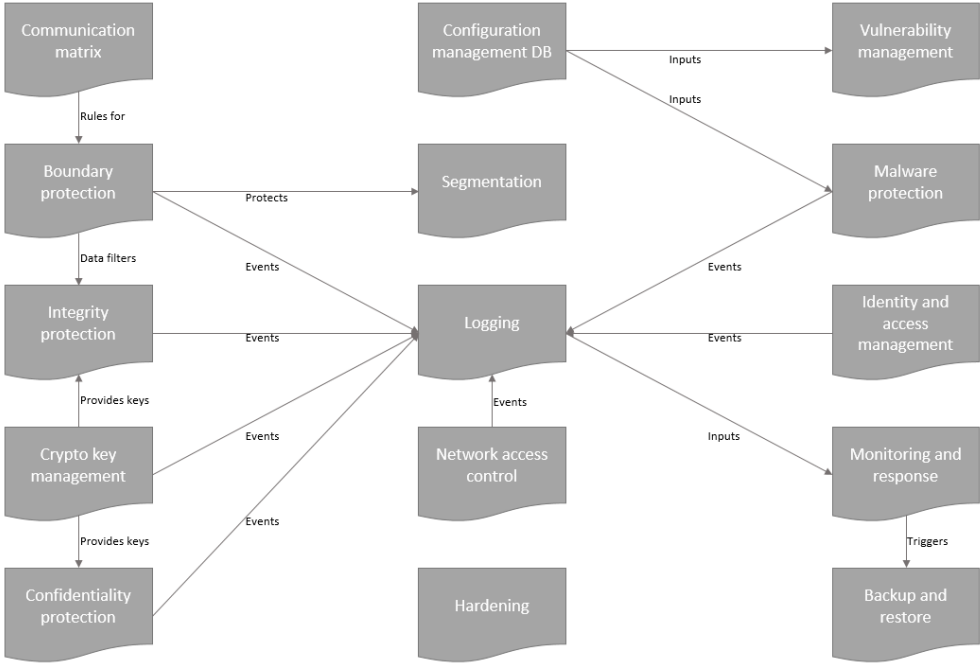 Communication
matrix
Configuration
management DB
Vulnerability
management
Inputs
Inputs
Rules for
Boundary
protection
Segmentation
Malware
protection
Protects
Data filters
Events
Events
Integrity
protection
Logging
Identity and
access
management
Events
Events
Provides keys
Events
Crypto key
management
Events
Network access
control
Inputs
Monitoring and
response
Provides keys
Events
Triggers
Confidentiality
protection
Hardening
Backup and
restore